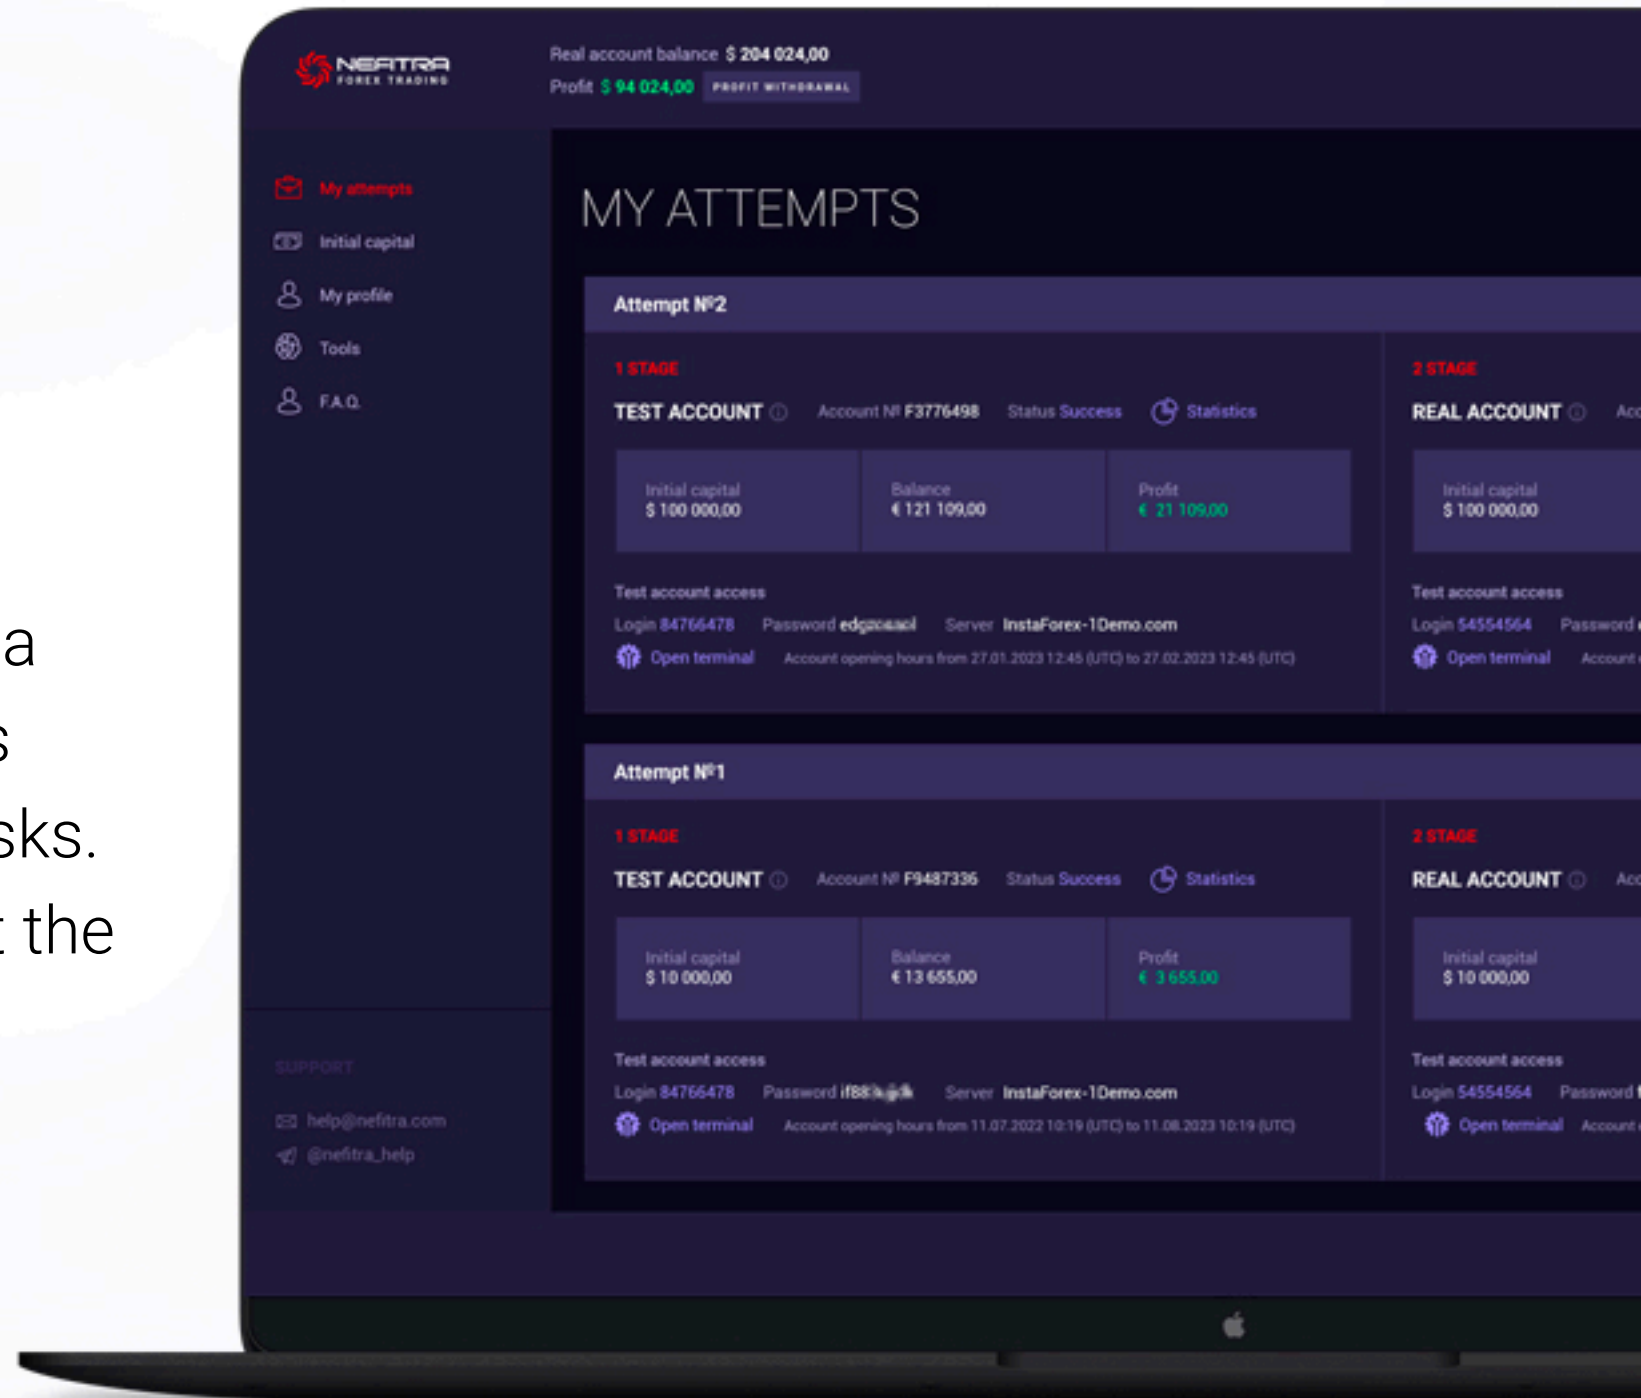 NEFITRA
FOREX TRADING
Real account balance $ 204 024,00
Profit $ 94 024,00 PROFIT WITHDRAWAL
My attempts
Initial capital
My profile
Tools
F.A.Q.
MY ATTEMPTS
Attempt №2
1 STAGE
TEST ACCOUNT Account № F3776498 Status Success Statistics
Initial capital
$ 100 000,00
Balance
€ 121 109,00
Profit
€ 21 109,00
Test account access
Login 84766478 Password Server InstaForex-1Demo.com
Open terminal Account opening hours from 27.01.2023 12:45 (UTC) to 27.02.2023 12:45 (UTC)
2 STAGE
REAL ACCOUNT
Initial capital
$ 100 000,00
Test account access
Login 54554564 Password
Open terminal Account
Attempt №1
1 STAGE
TEST ACCOUNT Account № F9487336 Status Success Statistics
Initial capital
$ 10 000,00
Balance
€ 13 655,00
Profit
€ 3 655,00
Test account access
Login 84766478 Password Server InstaForex-1Demo.com
Open terminal Account opening hours from 11.07.2022 10:19 (UTC) to 11.08.2023 10:19 (UTC)
2 STAGE
REAL ACCOUNT
Initial capital
$ 10 000,00
Test account access
Login 54554564 Password
Open terminal Account
SUPPORT
help@nefitra.com
@nefitra_help
a
s
sks.
t the